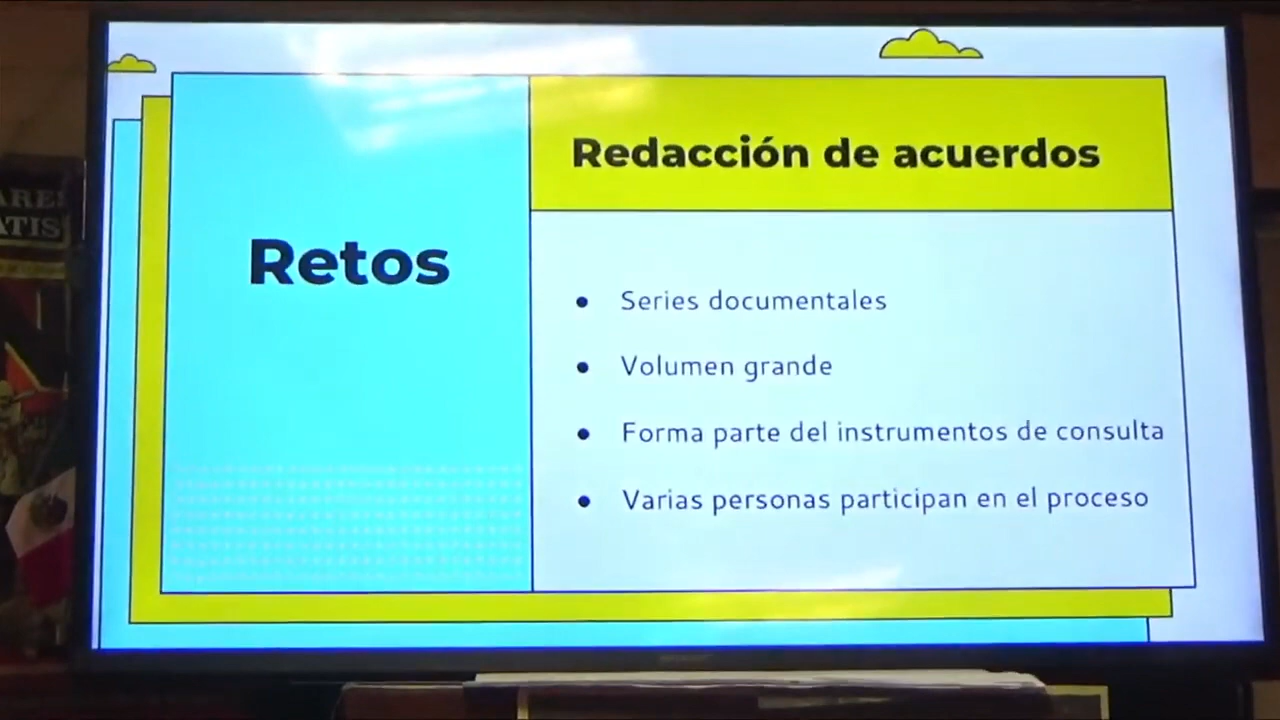 Retos
Redacción de acuerdos
Series documentales
Volumen grande
Forma parte del instrumentos de consulta
Varias personas participan en el proceso